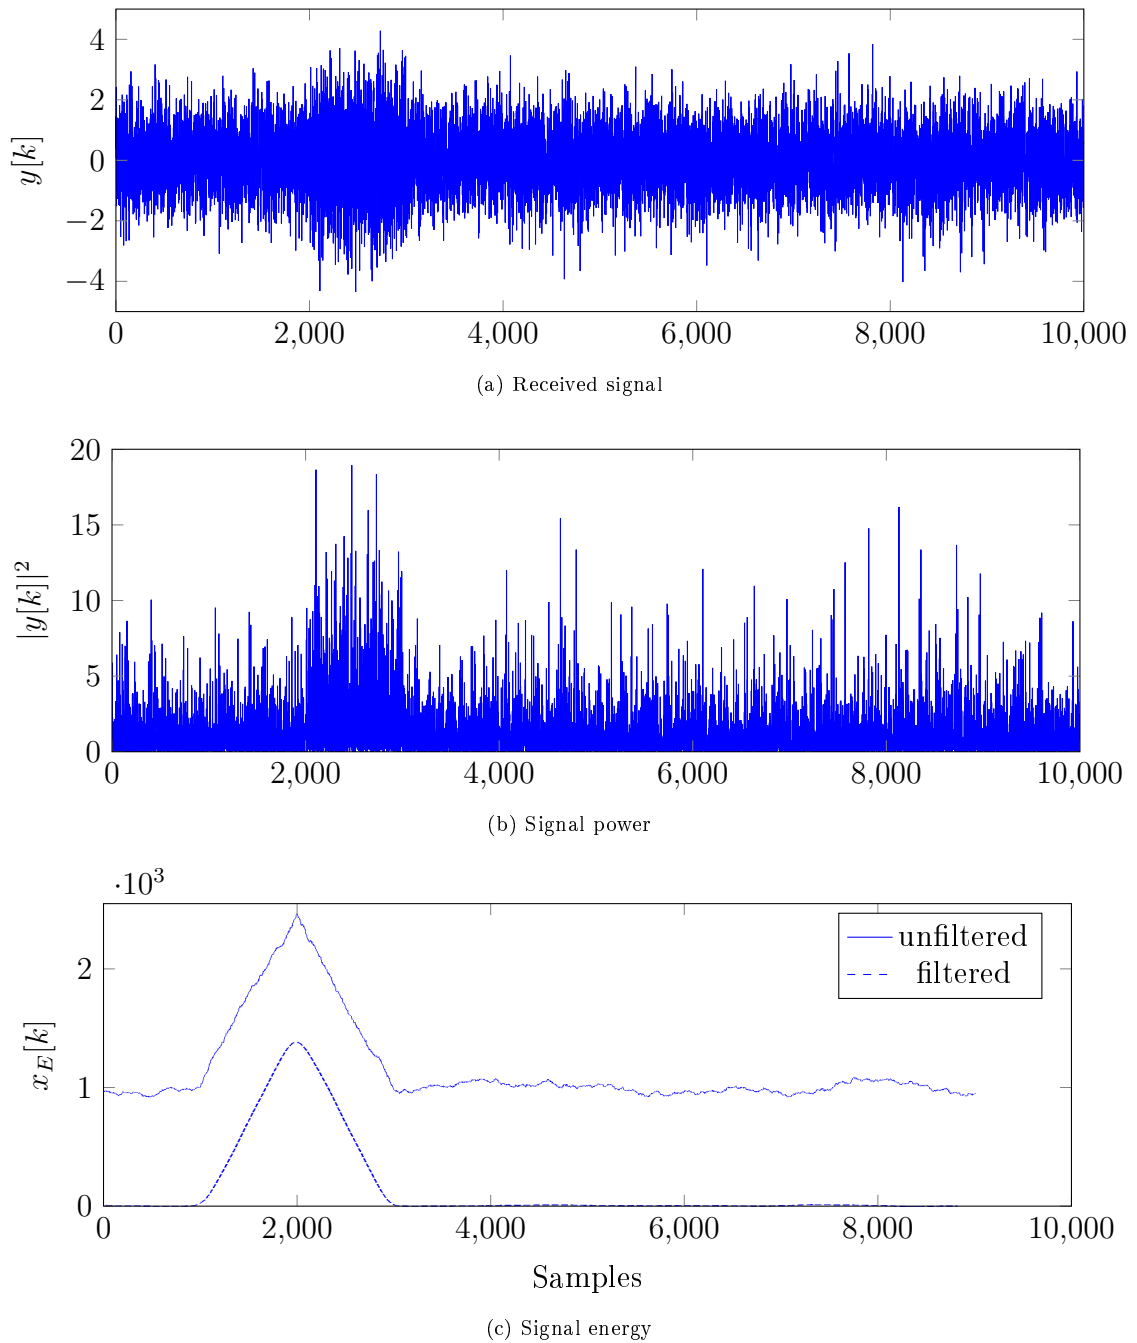 4
2
0
−2
−4
y[k]
0 2,000 4,000 6,000 8,000 10,000
(a) Received signal
20
15
10
5
0
|y[k]|²
0 2,000 4,000 6,000 8,000 10,000
(b) Signal power
·10³
2
1
0
x_E[k]
unfiltered
filtered
0 2,000 4,000 6,000 8,000 10,000
Samples
(c) Signal energy